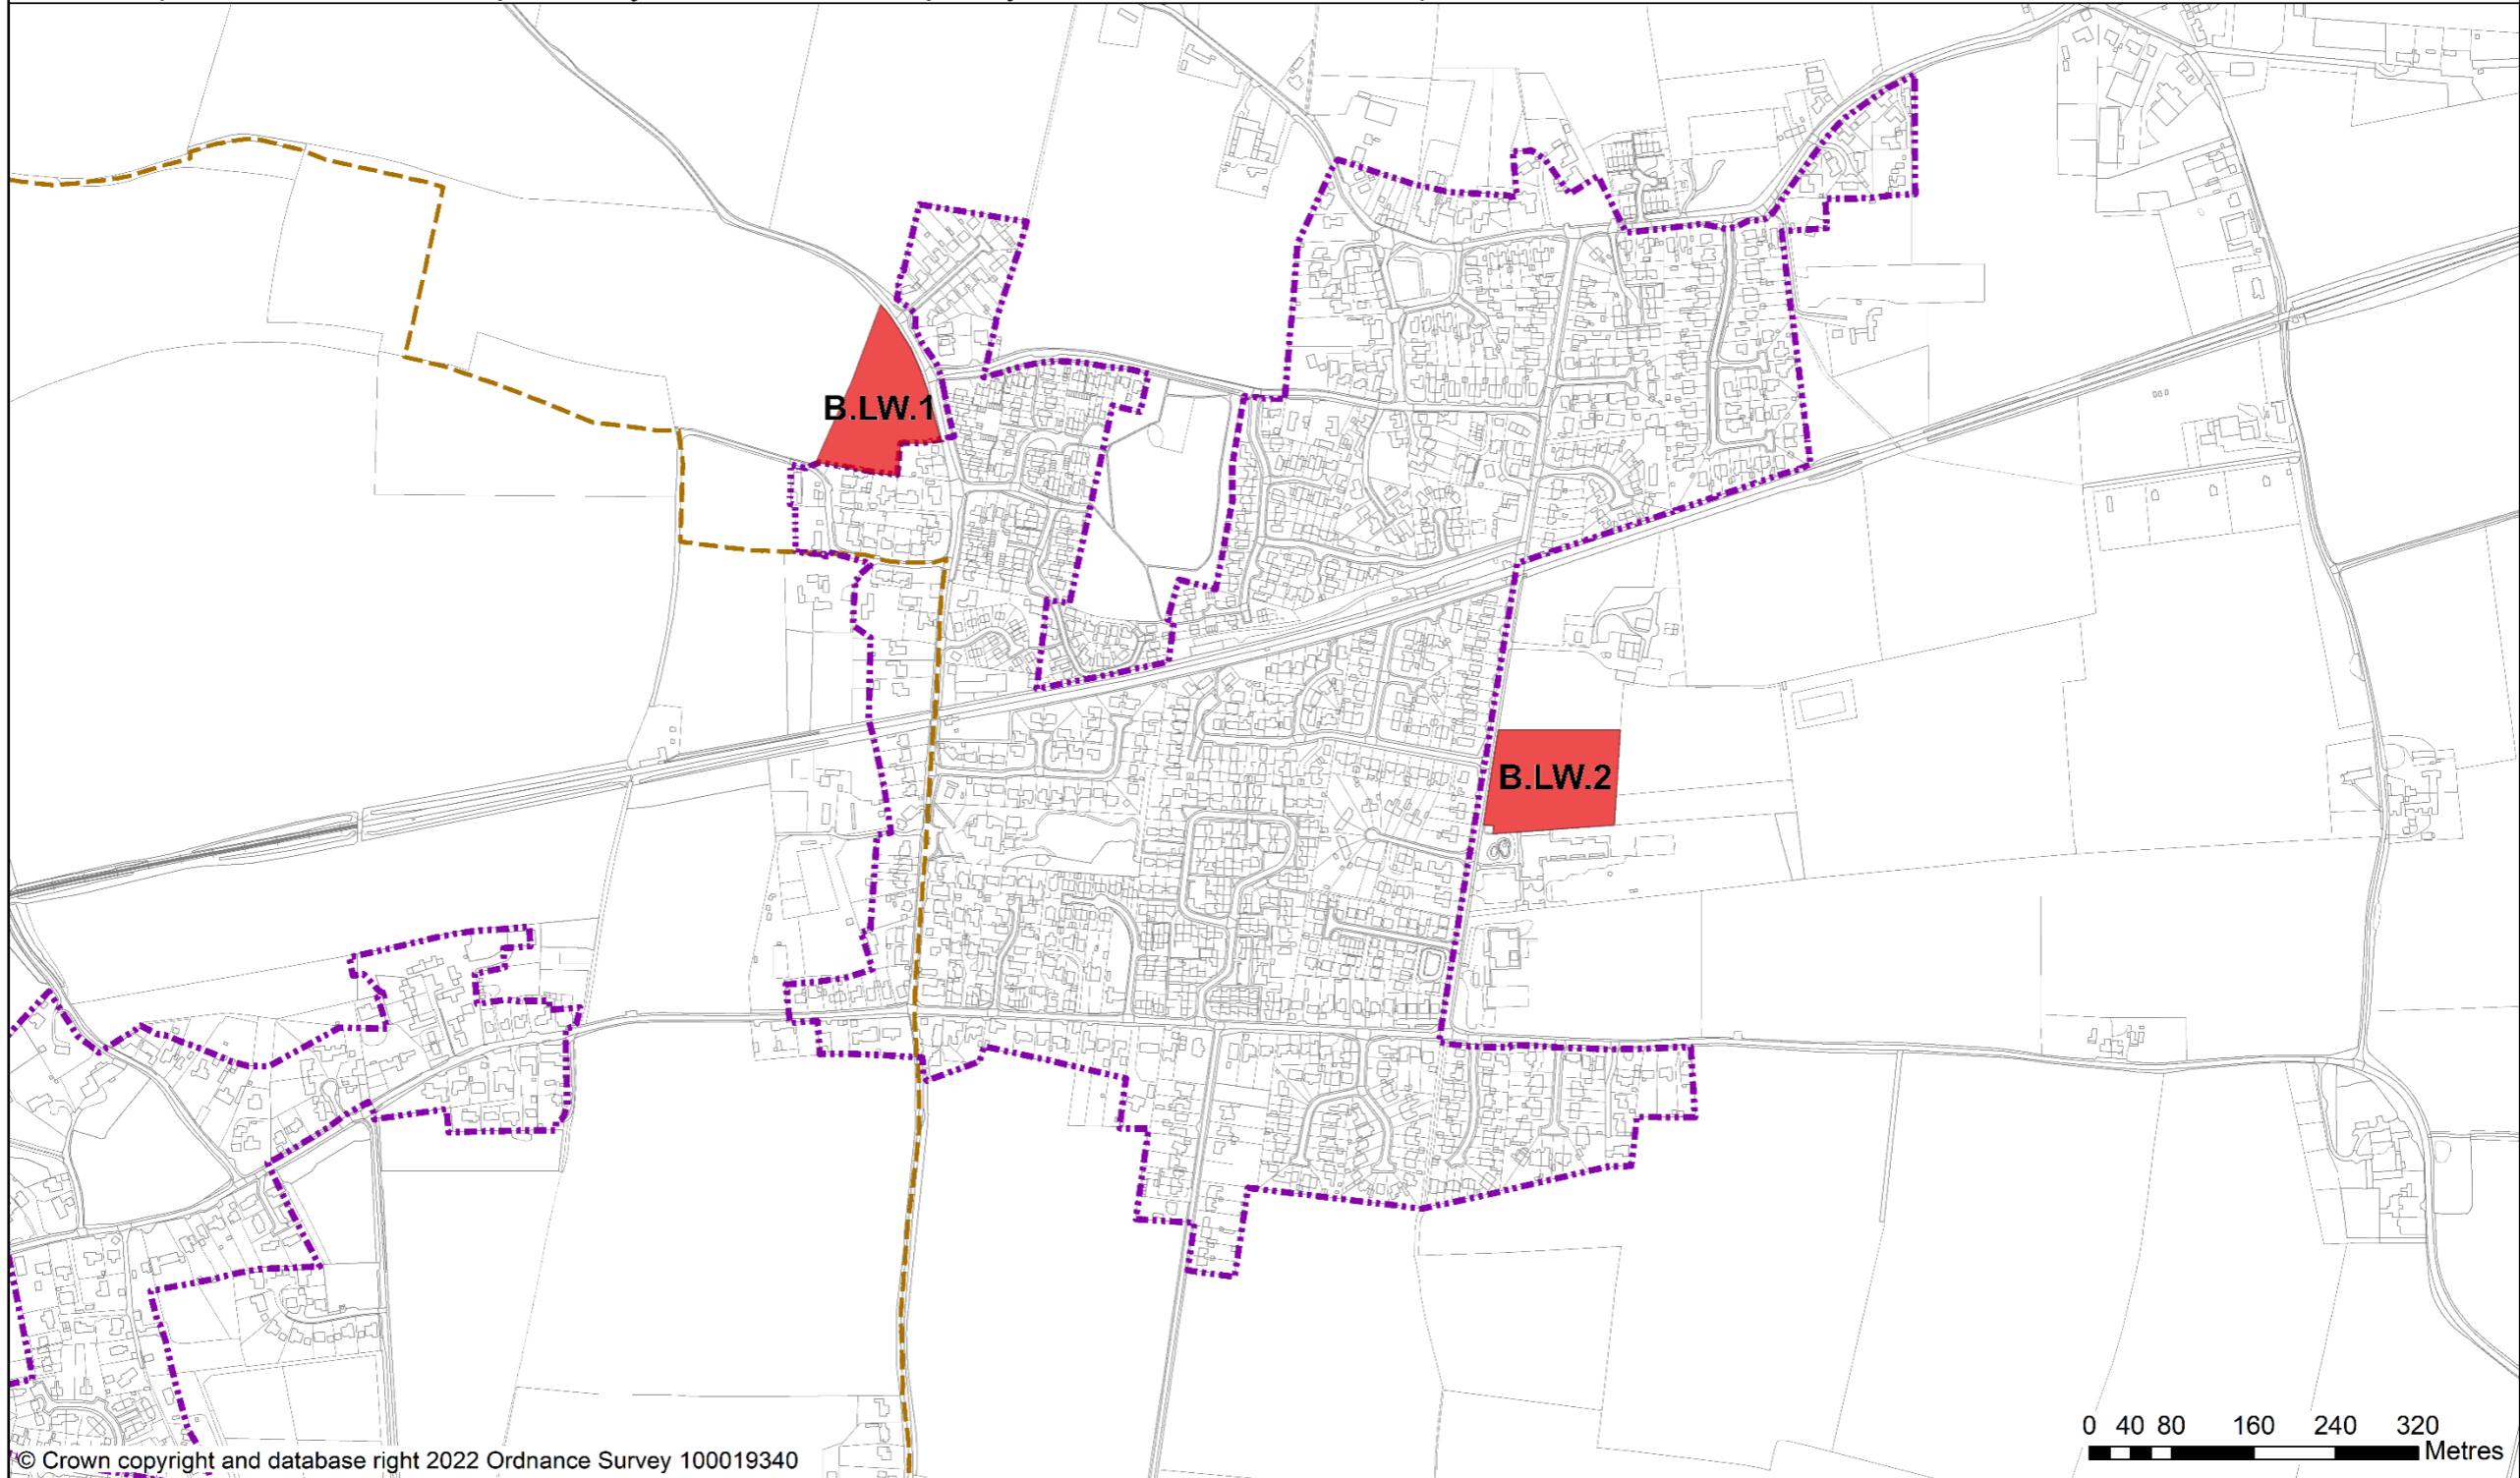 B.LW.1
B.LW.2
0 40 80 160 240 320
Metres
© Crown copyright and database right 2022 Ordnance Survey 100019340